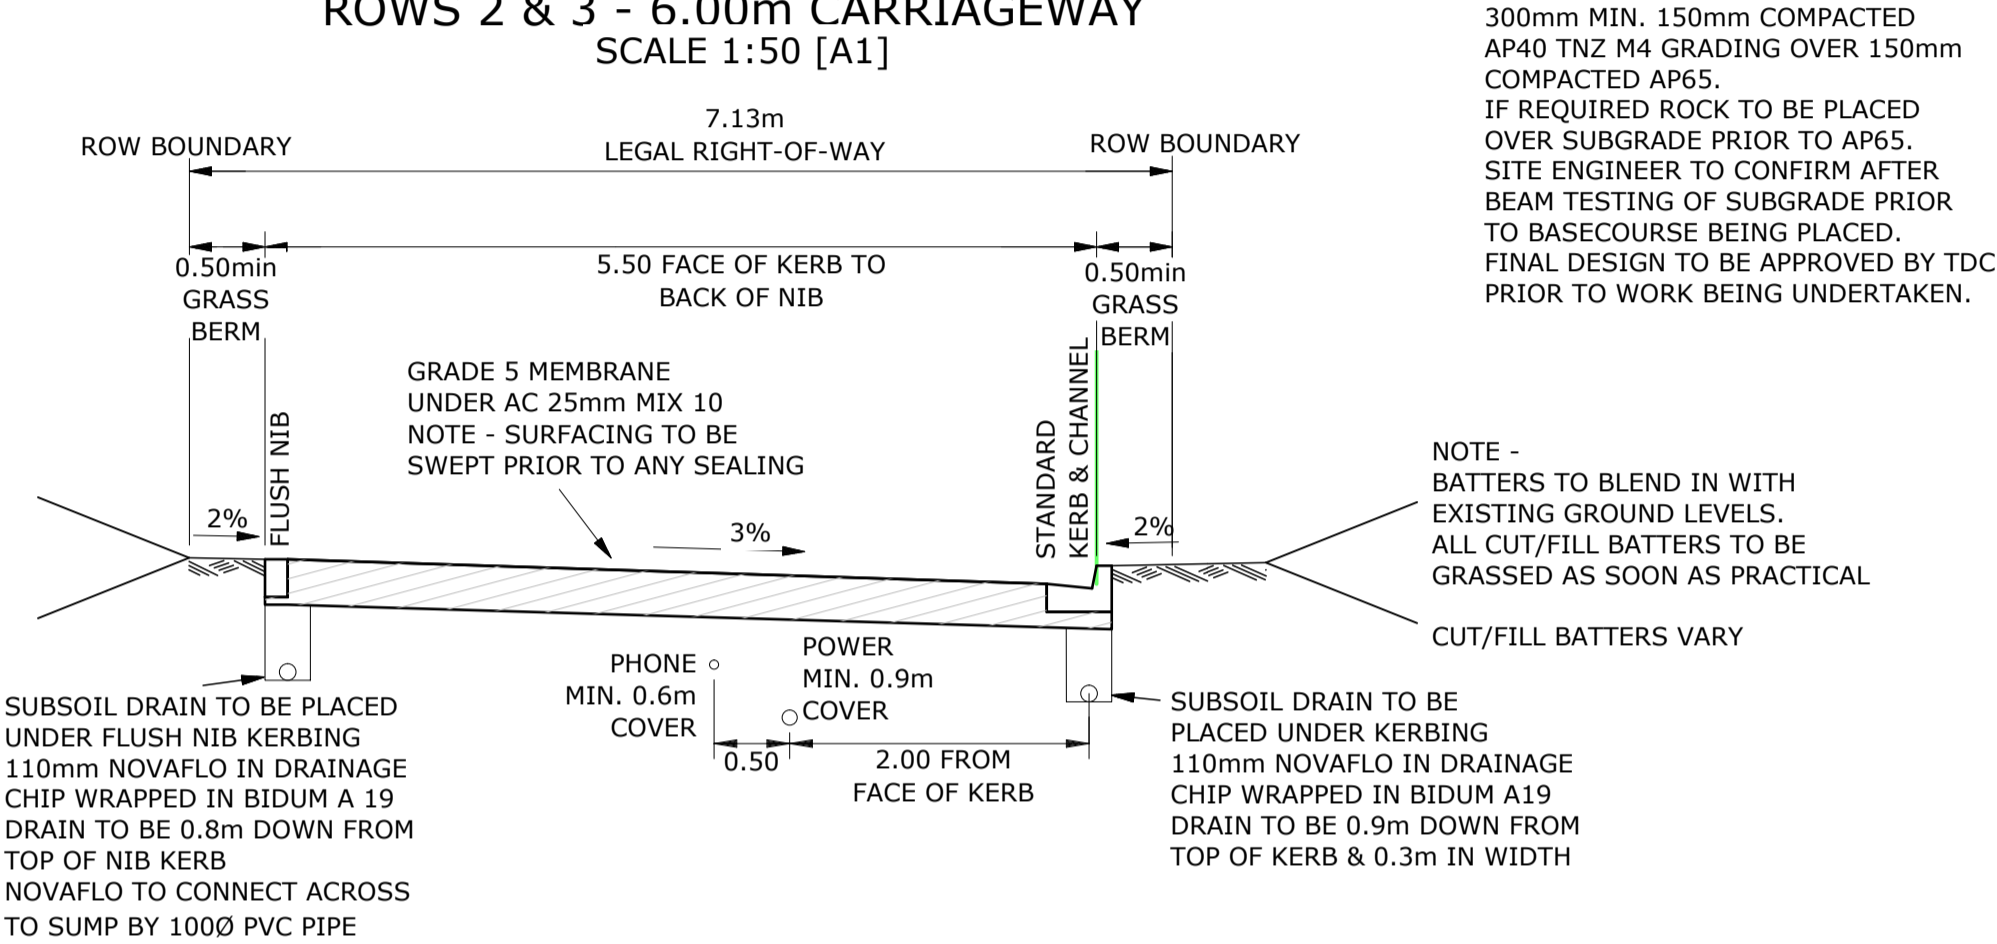 ROWS 2 & 3 - 6.00m CARRIAGEWAY
SCALE 1:50 [A1]
300mm MIN. 150mm COMPACTED
AP40 TNZ M4 GRADING OVER 150mm
COMPACTED AP65.
IF REQUIRED ROCK TO BE PLACED
OVER SUBGRADE PRIOR TO AP65.
SITE ENGINEER TO CONFIRM AFTER
BEAM TESTING OF SUBGRADE PRIOR
TO BASECOURSE BEING PLACED.
FINAL DESIGN TO BE APPROVED BY TDC
PRIOR TO WORK BEING UNDERTAKEN.
ROW BOUNDARY
7.13m
LEGAL RIGHT-OF-WAY
ROW BOUNDARY
0.50min
GRASS
BERM
5.50 FACE OF KERB TO
BACK OF NIB
0.50min
GRASS
BERM
GRADE 5 MEMBRANE
UNDER AC 25mm MIX 10
NOTE - SURFACING TO BE
SWEPT PRIOR TO ANY SEALING
FLUSH NIB
STANDARD
KERB & CHANNEL
2%
3%
2%
NOTE -
BATTERS TO BLEND IN WITH
EXISTING GROUND LEVELS.
ALL CUT/FILL BATTERS TO BE
GRASSED AS SOON AS PRACTICAL
CUT/FILL BATTERS VARY
PHONE
MIN. 0.6m
COVER
POWER
MIN. 0.9m
COVER
0.50
2.00 FROM
FACE OF KERB
SUBSOIL DRAIN TO BE PLACED
UNDER FLUSH NIB KERBING
110mm NOVAFLO IN DRAINAGE
CHIP WRAPPED IN BIDUM A 19
DRAIN TO BE 0.8m DOWN FROM
TOP OF NIB KERB
NOVAFLO TO CONNECT ACROSS
TO SUMP BY 100Ø PVC PIPE
SUBSOIL DRAIN TO BE
PLACED UNDER KERBING
110mm NOVAFLO IN DRAINAGE
CHIP WRAPPED IN BIDUM A19
DRAIN TO BE 0.9m DOWN FROM
TOP OF KERB & 0.3m IN WIDTH